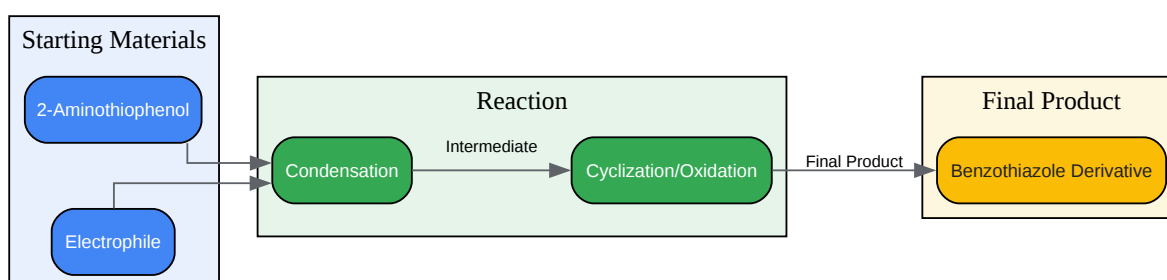 Starting Materials
2-Aminothiophenol
Electrophile
Reaction
Condensation
Intermediate
Cyclization/Oxidation
Final Product
Final Product
Benzothiazole Derivative